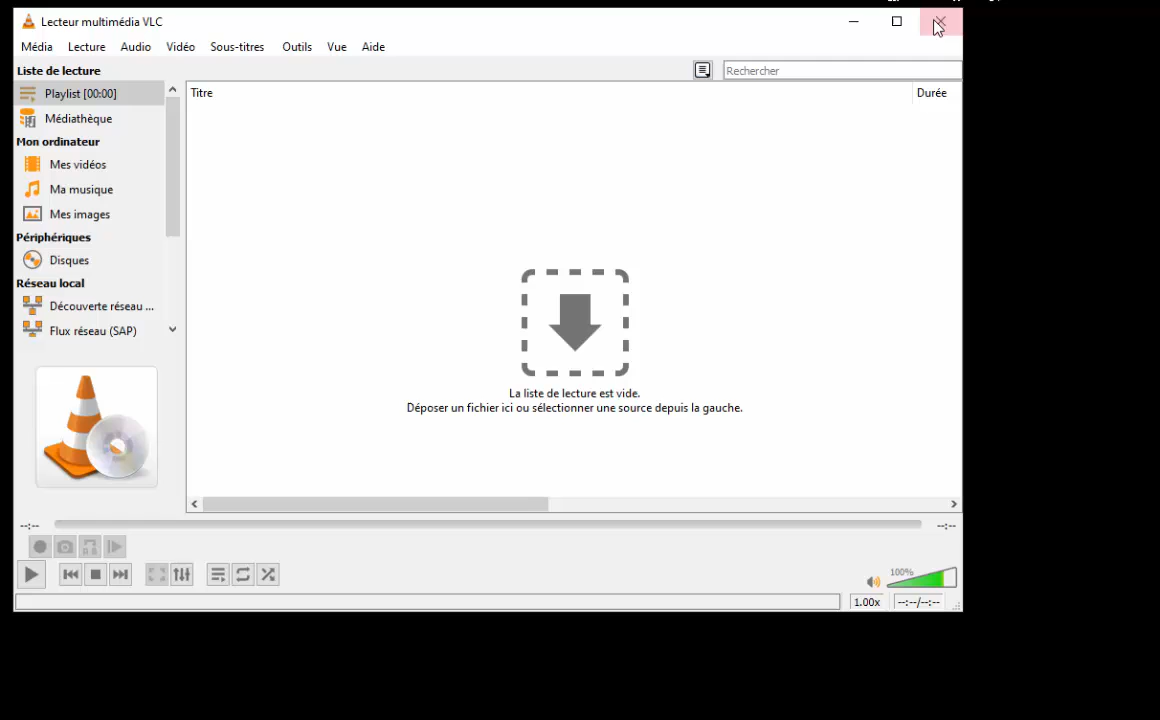 Lecteur multimédia VLC
Média Lecture Audio Vidéo Sous-titres Outils Vue Aide
Liste de lecture
Rechercher
Playlist [00:00]
Titre
Durée
Médiathèque
Mon ordinateur
Mes vidéos
Ma musique
Mes images
Périphériques
Disques
Réseau local
Découverte réseau ...
Flux réseau (SAP)
La liste de lecture est vide.
Déposer un fichier ici ou sélectionner une source depuis la gauche.
--:--
--:--
100%
1.00x
--:--/--:--